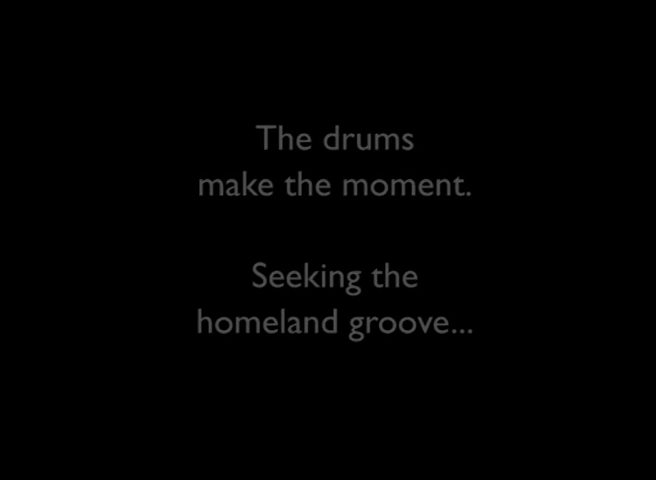 The drums
make the moment.
Seeking the
homeland groove...